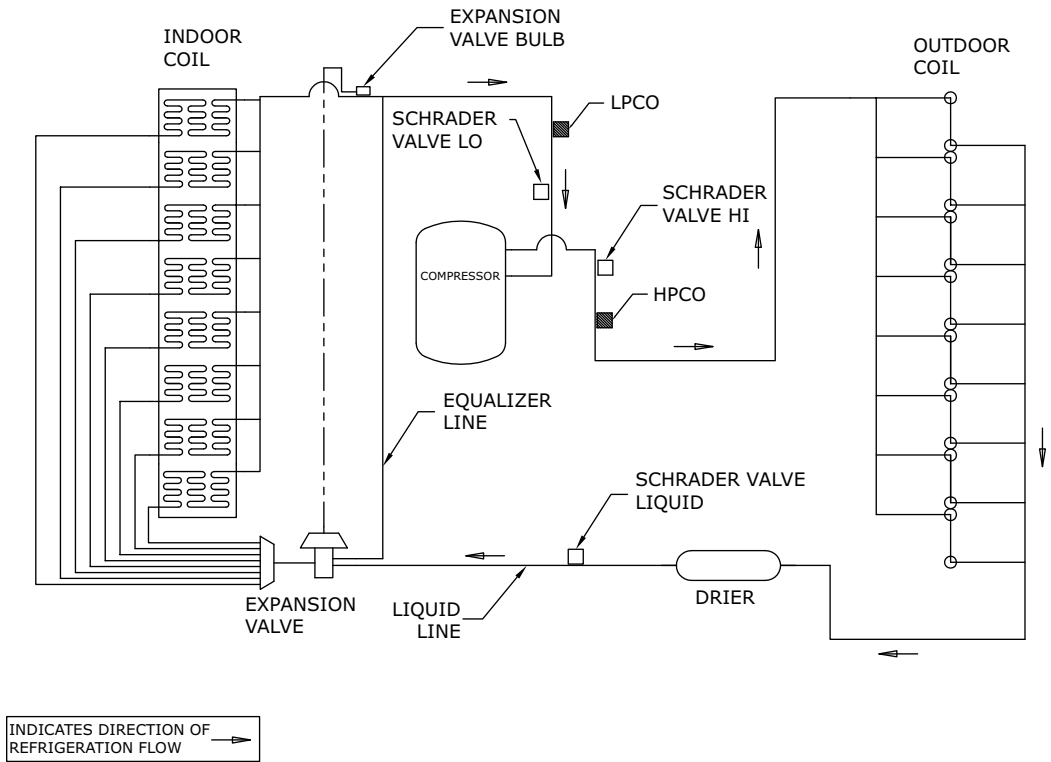 EXPANSION
VALVE BULB
INDOOR
COIL
OUTDOOR
COIL
LPCO
SCHRADER
VALVE LO
SCHRADER
VALVE HI
COMPRESSOR
HPCO
EQUALIZER
LINE
SCHRADER VALVE
LIQUID
EXPANSION
VALVE
LIQUID
LINE
DRIER
INDICATES DIRECTION OF
REFRIGERATION FLOW